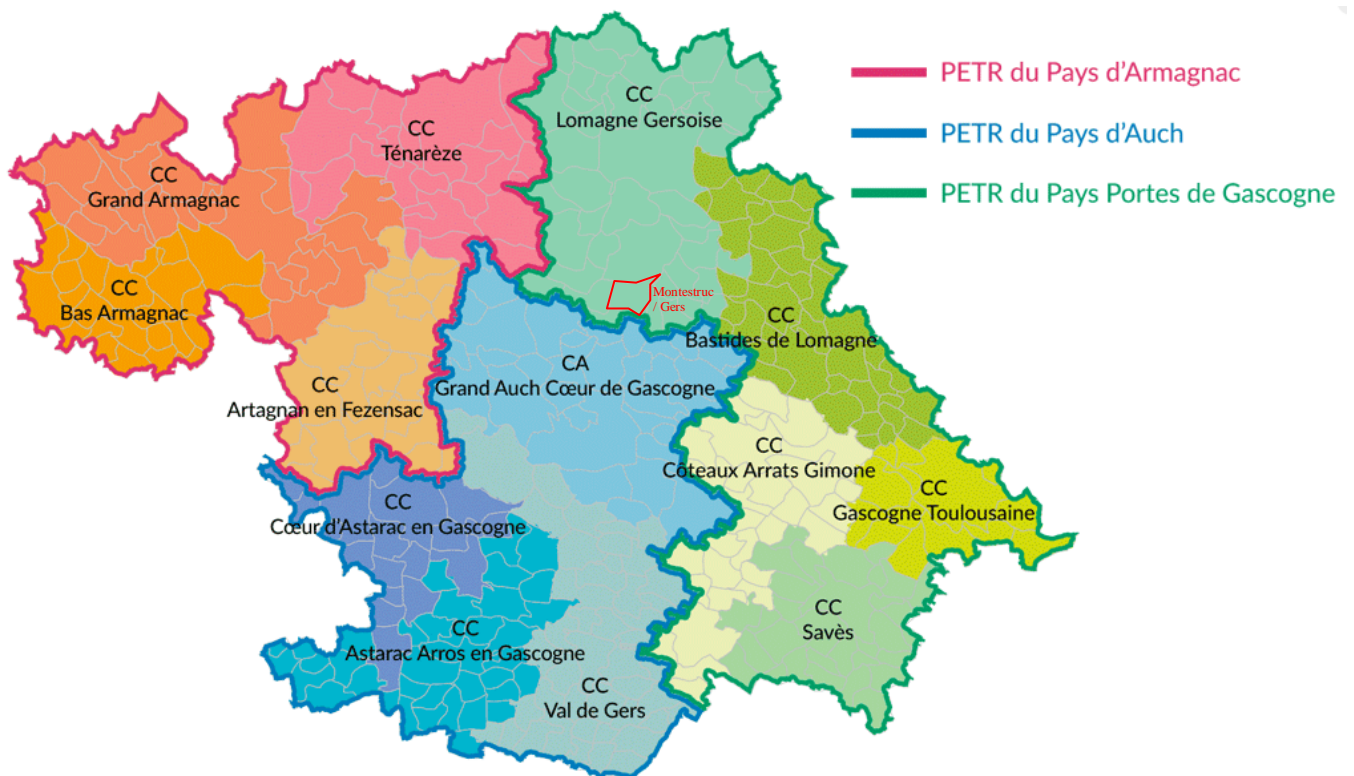 CC
Lomagne Gersoise
PETR du Pays d'Armagnac
CC
Ténarèze
PETR du Pays d'Auch
CC
Grand Armagnac
PETR du Pays Portes de Gascogne
CC
Bas Armagnac
Montestruc
/ Gers
CC
Bastides de Lomagne
CA
Grand Auch Cœur de Gascogne
CC
Artagnan en Fezensac
CC
Côteaux Arrats Gimone
CC
Gascogne Toulousaine
CC
Cœur d'Astarac en Gascogne
CC
Savès
CC
Astarac Arros en Gascogne
CC
Val de Gers